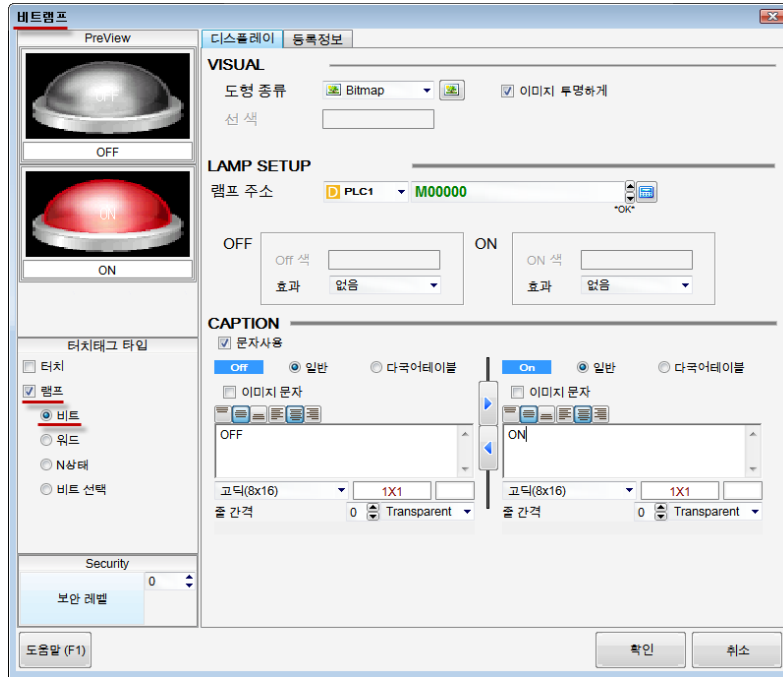 비트램프
PreView
OFF
OFF
ON
ON
터치태그 타입
터치
램프
비트
워드
N상태
비트 선택
Security
보안 레벨
0
디스플레이 등록정보
VISUAL
도형 종류 Bitmap 이미지 투명하게
선 색
LAMP SETUP
램프 주소 D PLC1 M00000
*OK*
OFF
Off 색
효과 없음
ON
ON 색
효과 없음
CAPTION
문자사용
Off 일반 다국어테이블
이미지 문자
OFF
고딕(8x16) 1X1
줄 간격 0 Transparent
On 일반 다국어테이블
이미지 문자
ON
고딕(8x16) 1X1
줄 간격 0 Transparent
도움말 (F1)
확인 취소